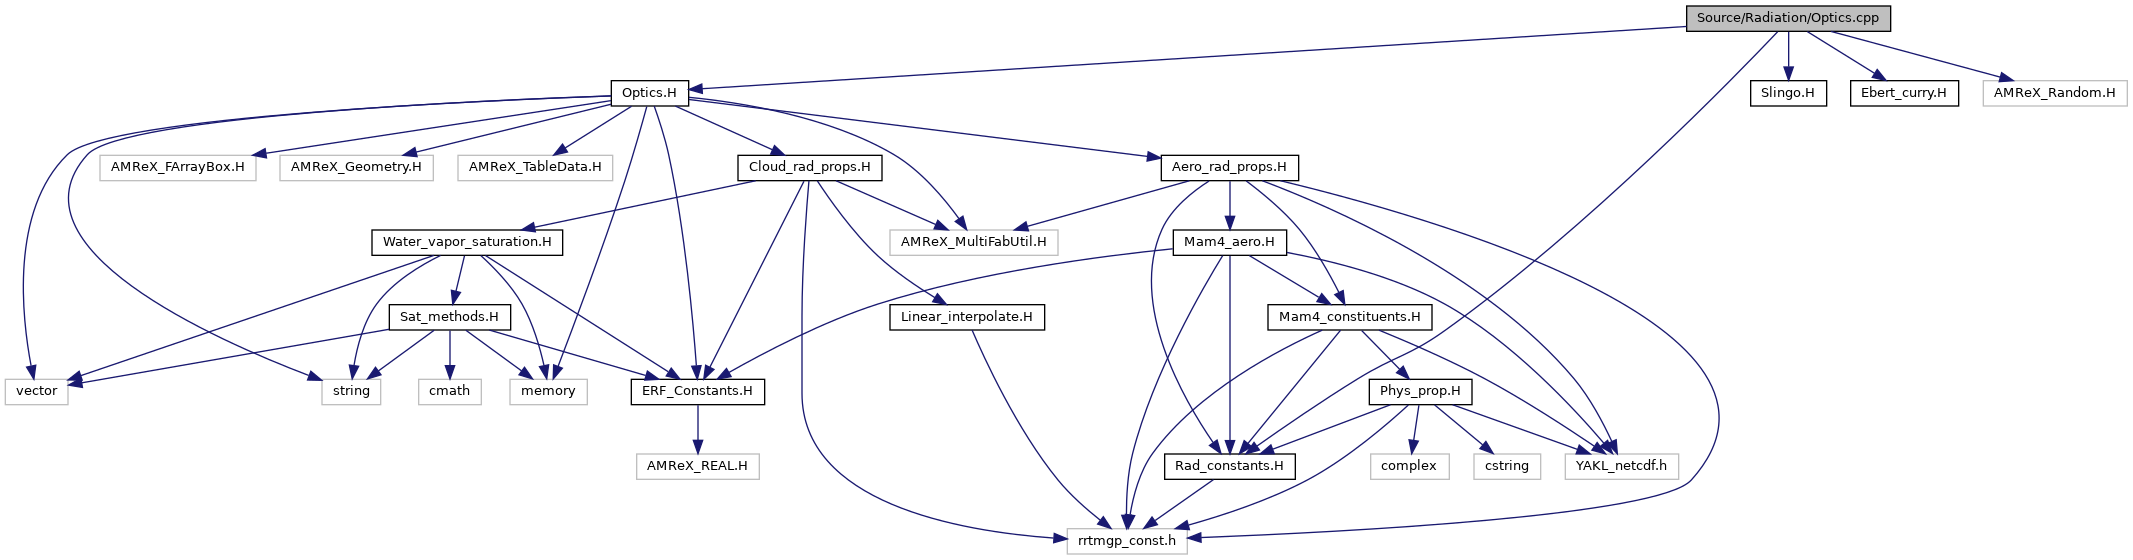 Source/Radiation/Optics.cpp
Optics.H
Slingo.H
Ebert_curry.H
AMReX_Random.H
AMReX_FArrayBox.H
AMReX_Geometry.H
AMReX_TableData.H
Cloud_rad_props.H
Aero_rad_props.H
Water_vapor_saturation.H
AMReX_MultiFabUtil.H
Mam4_aero.H
Sat_methods.H
Linear_interpolate.H
Mam4_constituents.H
vector
string
cmath
memory
ERF_Constants.H
Phys_prop.H
AMReX_REAL.H
Rad_constants.H
complex
cstring
YAKL_netcdf.h
rrtmgp_const.h